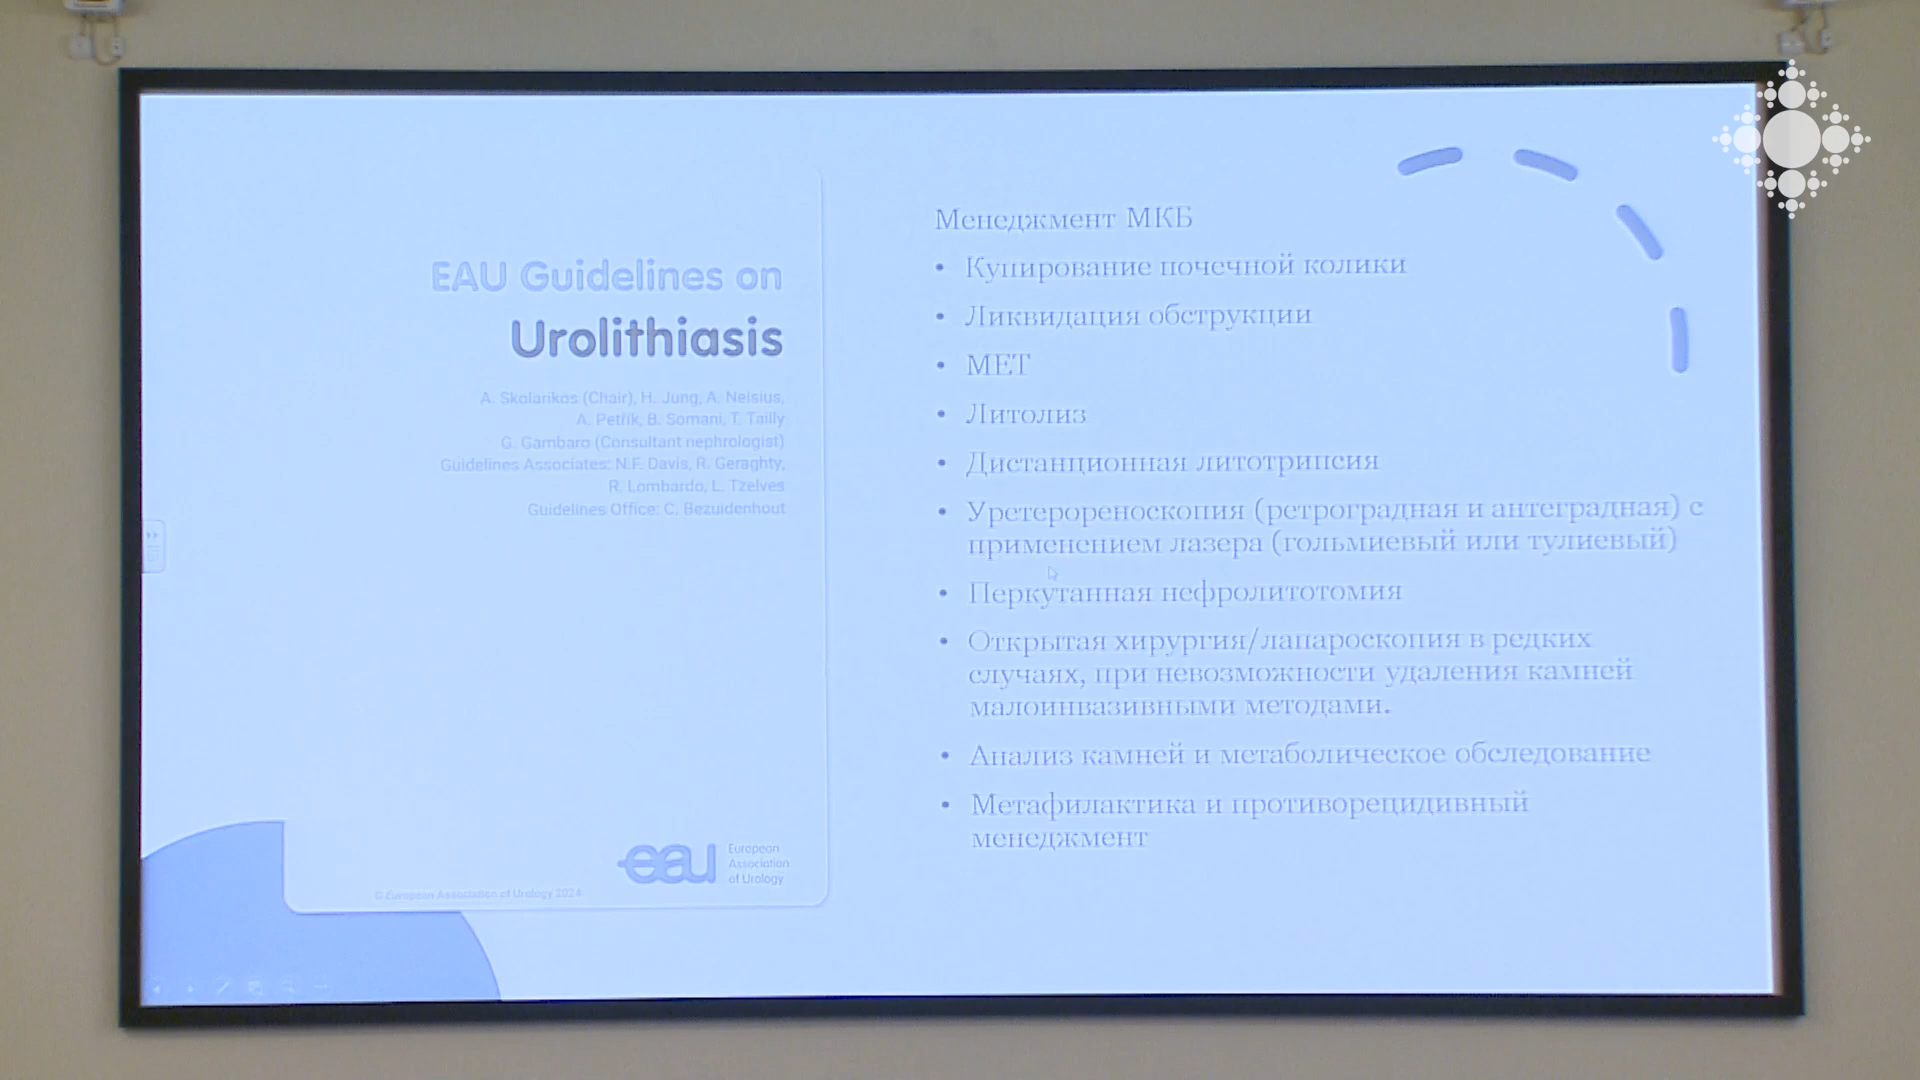 EAU Guidelines on
Urolithiasis
A. Skolarikos (Chair), H. Jung, A. Neisius,
A. Petřík, B. Somani, T. Tailly
G. Gambaro (Consultant nephrologist)
Guidelines Associates: N.F. Davis, R. Geraghty,
R. Lombardo, L. Tzelves
Guidelines Office: C. Bezuidenhout
eau
European
Association
of Urology
© European Association of Urology 2024
Менеджмент МКБ
• Купирование почечной колики
• Ликвидация обструкции
• МЕТ
• Литолиз
• Дистанционная литотрипсия
• Уретерореноскопия (ретроградная и антеградная) с
применением лазера (гольмиевый или тулиевый)
• Перкутанная нефролитотомия
• Открытая хирургия/лапароскопия в редких
случаях, при невозможности удаления камней
малоинвазивными методами.
• Анализ камней и метаболическое обследование
• Метафилактика и противорецидивный
менеджмент